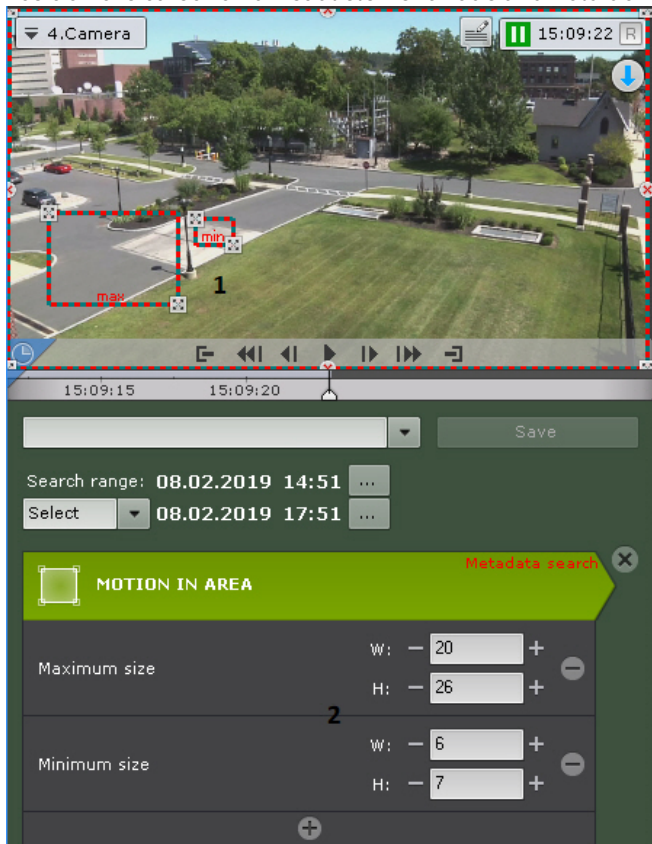 4.Camera
15:09:22 R
min
max
1
15:09:15 15:09:20
Save
Search range: 08.02.2019 14:51 ...
Select 08.02.2019 17:51 ...
Metadata search
MOTION IN AREA
Maximum size
W: − 20 +
H: − 26 +
2
Minimum size
W: − 6 +
H: − 7 +